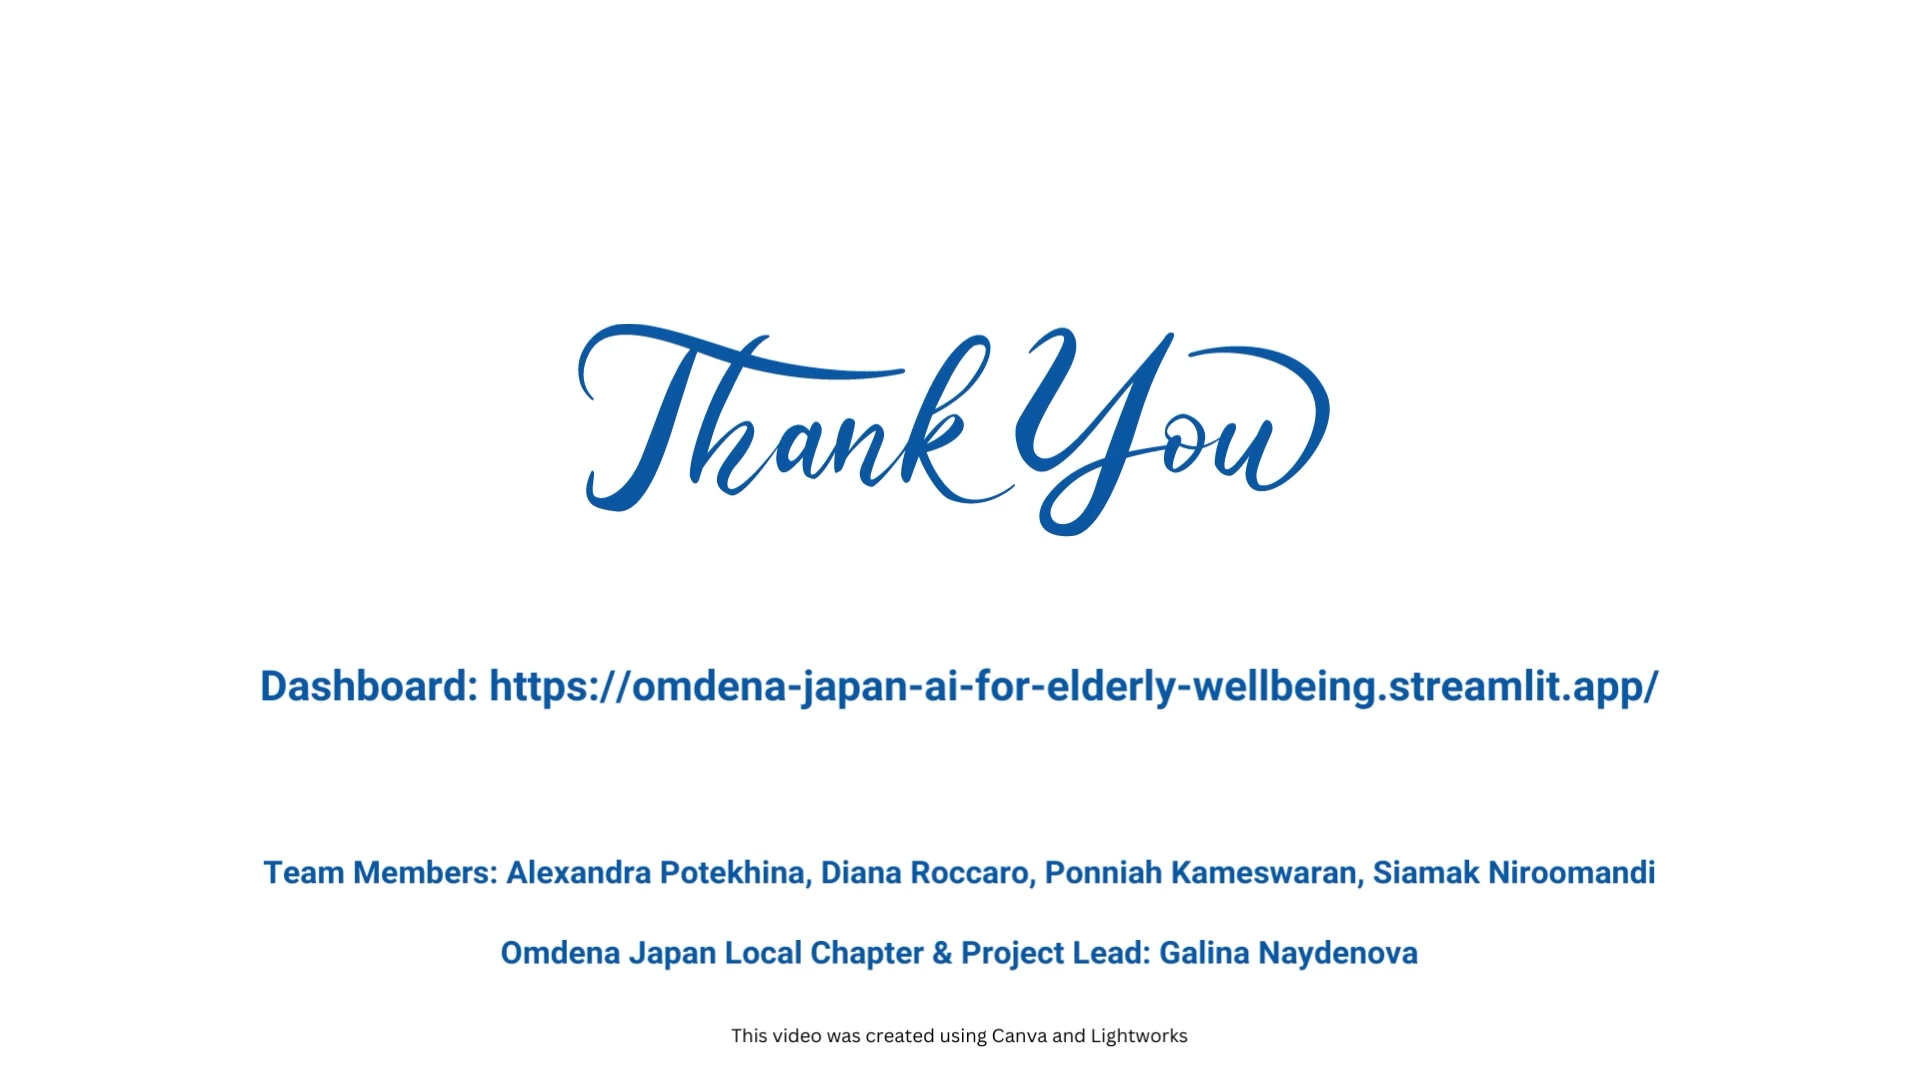 Thank You
Dashboard: https://omdena-japan-ai-for-elderly-wellbeing.streamlit.app/
Team Members: Alexandra Potekhina, Diana Roccaro, Ponniah Kameswaran, Siamak Niroomandi
Omdena Japan Local Chapter & Project Lead: Galina Naydenova
This video was created using Canva and Lightworks